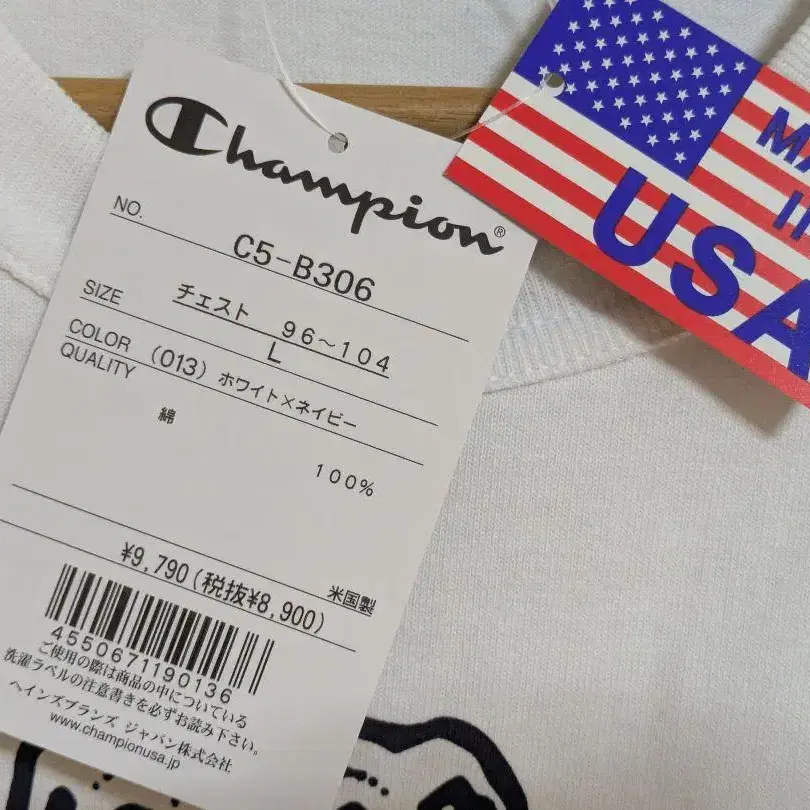 Champion®
NO.
C5-B306
SIZE
チェスト 96～104
L
COLOR (013) ホワイト×ネイビー
QUALITY
綿
100%
¥9,790(税抜¥8,900)
米国製
4550671190136
ご使用の際は商品の中についている
洗濯ラベルの注意書きを必ずお読み下さい。
ヘインズブランズ ジャパン株式会社
www.championusa.jp
USA